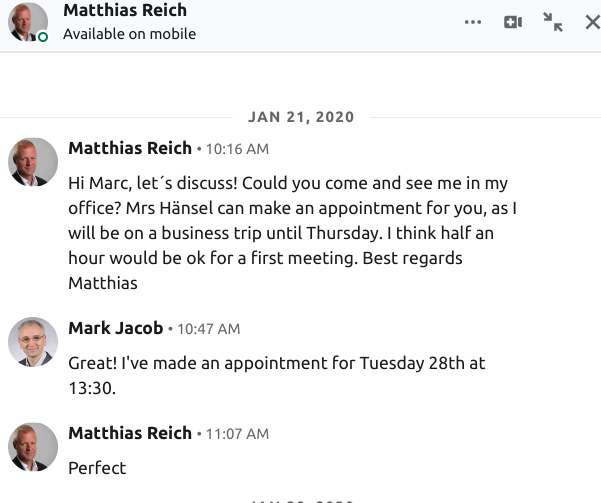 Matthias Reich
Available on mobile
JAN 21, 2020
Matthias Reich • 10:16 AM
Hi Marc, let´s discuss! Could you come and see me in my
office? Mrs Hänsel can make an appointment for you, as I
will be on a business trip until Thursday. I think half an
hour would be ok for a first meeting. Best regards
Matthias
Mark Jacob • 10:47 AM
Great! I've made an appointment for Tuesday 28th at
13:30.
Matthias Reich • 11:07 AM
Perfect